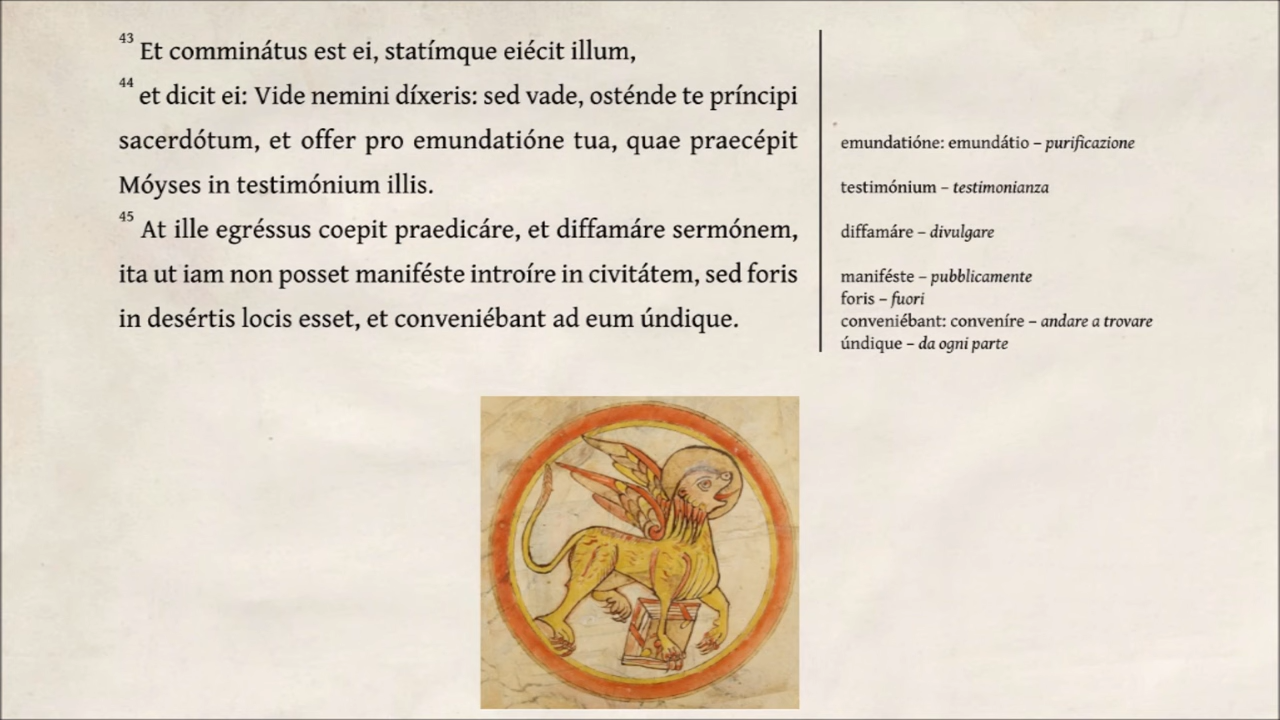 43 Et comminátus est ei, statímque eiécit illum,
44 et dicit ei: Vide nemini díxeris: sed vade, osténde te príncipi
sacerdótum, et offer pro emundatióne tua, quae praecépit
Móyses in testimónium illis.
45 At ille egréssus coepit praedicáre, et diffamáre sermónem,
ita ut iam non posset maniféste introíre in civitátem, sed foris
in desértis locis esset, et conveniébant ad eum úndique.
emundatióne: emundátio – purificazione
testimónium – testimonianza
diffamáre – divulgare
maniféste – pubblicamente
foris – fuori
conveniébant: conveníre – andare a trovare
úndique – da ogni parte